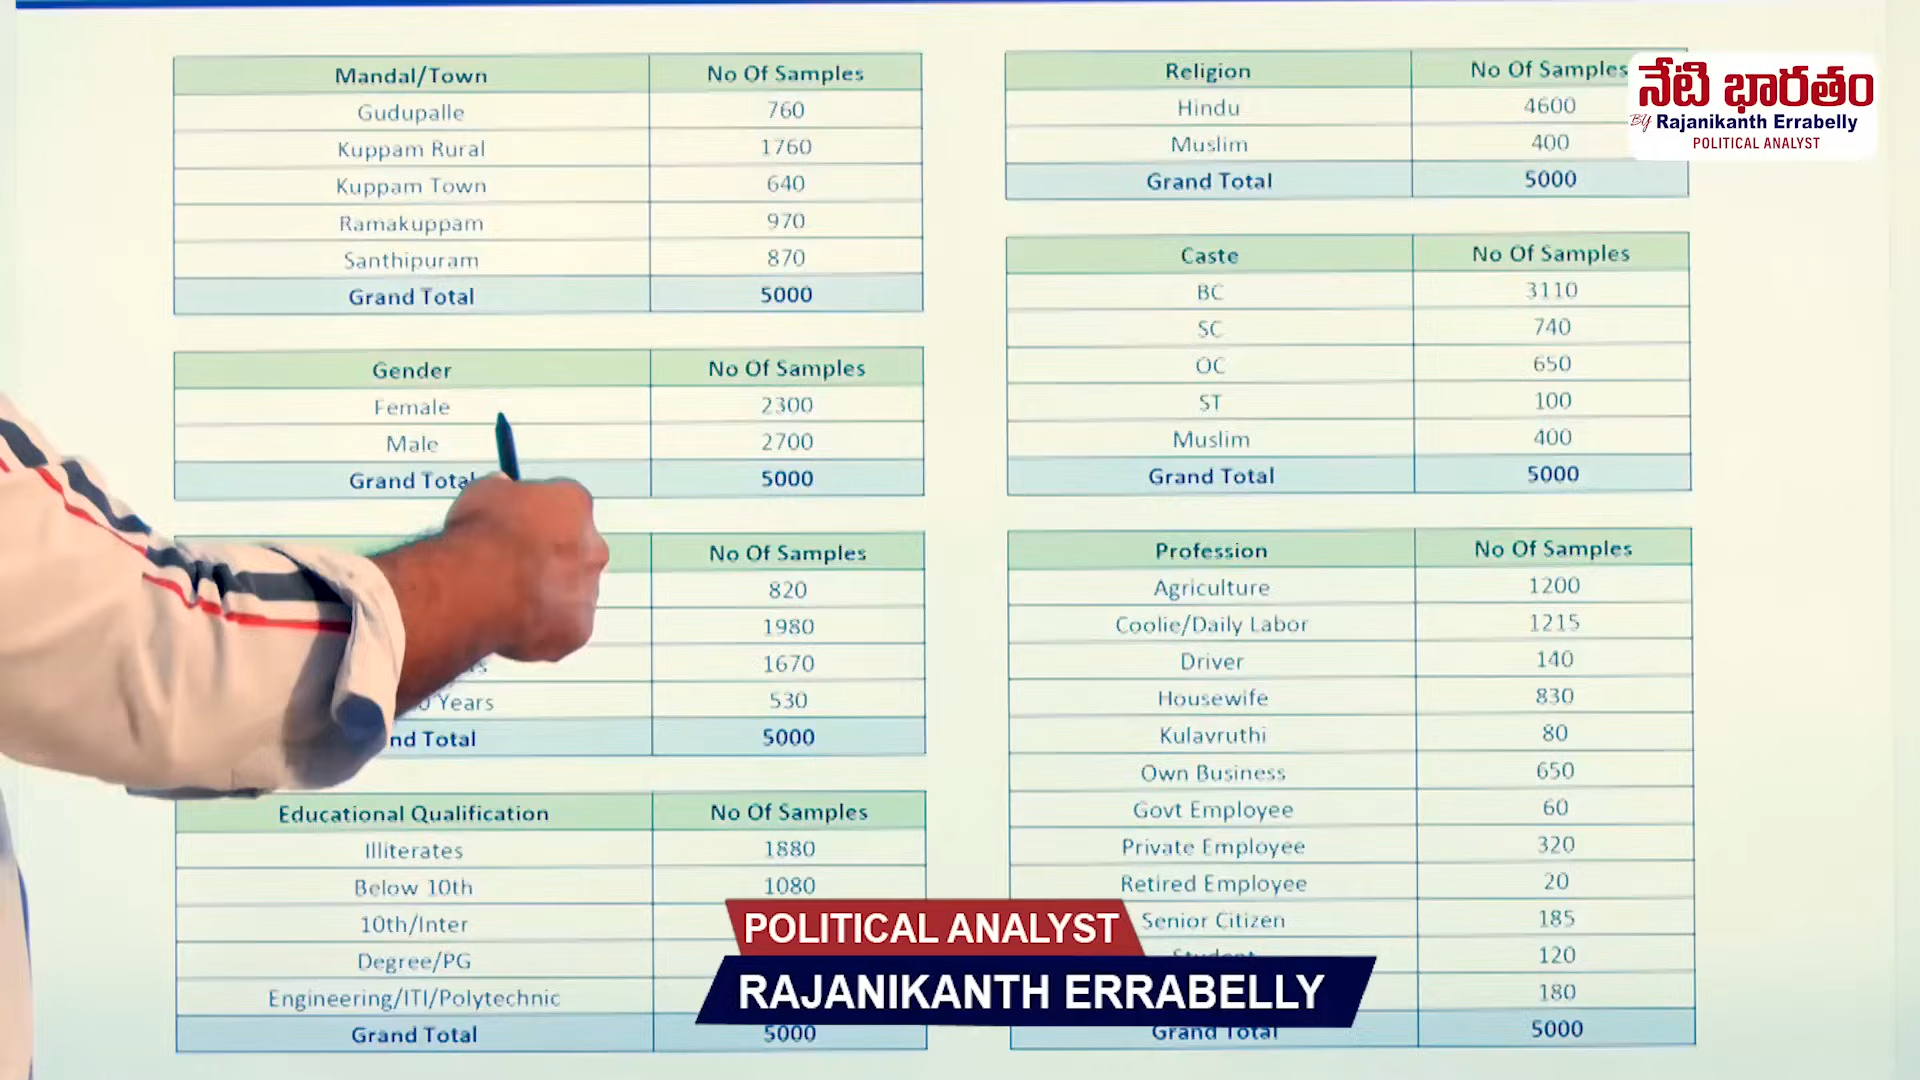 Mandal/Town No Of Samples
Gudupalle 760
Kuppam Rural 1760
Kuppam Town 640
Ramakuppam 970
Santhipuram 870
Grand Total 5000
Gender No Of Samples
Female 2300
Male 2700
Grand Total 5000
No Of Samples
820
1980
1670
Years 530
Total 5000
Educational Qualification No Of Samples
Illiterates 1880
Below 10th 1080
10th/Inter
Degree/PG
Engineering/ITI/Polytechnic
Grand Total 5000
Religion No Of Samples
Hindu 4600
Muslim 400
Grand Total 5000
Caste No Of Samples
BC 3110
SC 740
OC 650
ST 100
Muslim 400
Grand Total 5000
Profession No Of Samples
Agriculture 1200
Coolie/Daily Labor 1215
Driver 140
Housewife 830
Kulavruthi 80
Own Business 650
Govt Employee 60
Private Employee 320
Retired Employee 20
Senior Citizen 185
Student 120
180
Grand Total 5000
నేటి భారతం
BY Rajanikanth Errabelly
POLITICAL ANALYST
POLITICAL ANALYST
RAJANIKANTH ERRABELLY